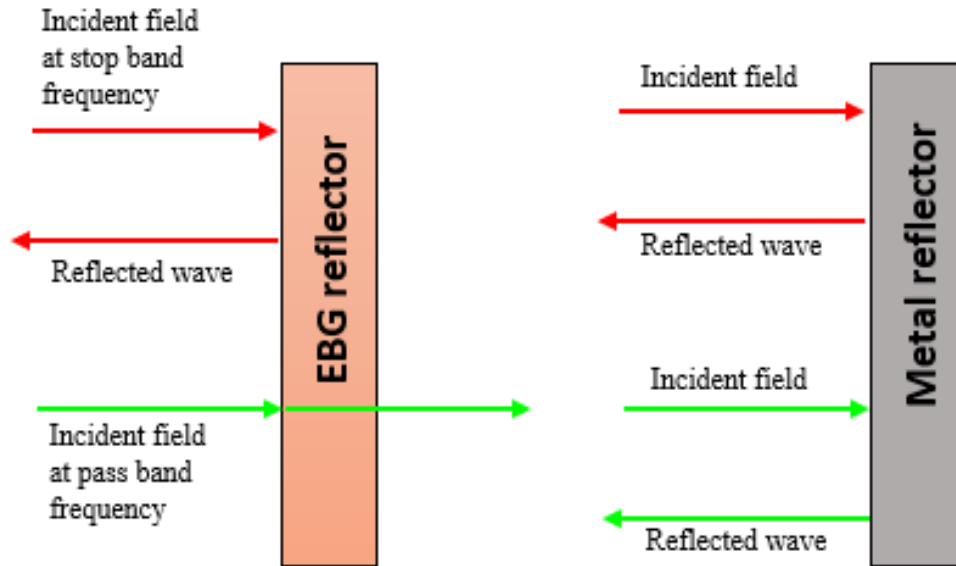 Incident field
at stop band
frequency
Reflected wave
EBG reflector
Incident field
at pass band
frequency
Incident field
Reflected wave
Metal reflector
Incident field
Reflected wave